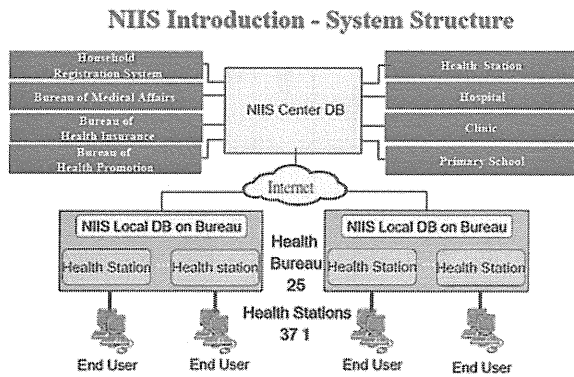 NIIS Introduction - System Structure
Household
Registration System
Bureau of Medical Affairs
Bureau of
Health Insurance
Bureau of
Health Promotion
NIIS Center DB
Health Station
Hospital
Clinic
Primary School
Internet
NIIS Local DB on Bureau
Health Station
Health station
Health
Bureau
25
NIIS Local DB on Bureau
Health Station
Health Station
Health Stations
37 1
End User
End User
End User
End User